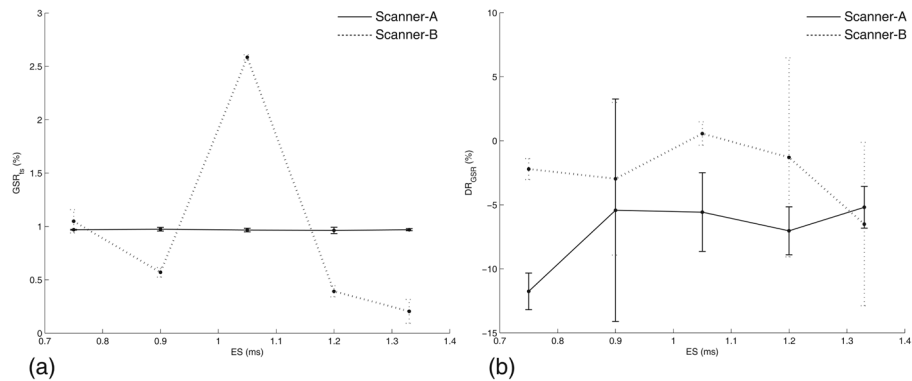 Scanner-A
Scanner-B
3
2.5
2
1.5
1
0.5
0
GSR_ts (%)
0.7
0.8
0.9
1
1.1
1.2
1.3
1.4
ES (ms)
(a)
Scanner-A
Scanner-B
10
5
0
−5
−10
−15
DR_GSR (%)
0.7
0.8
0.9
1
1.1
1.2
1.3
1.4
ES (ms)
(b)